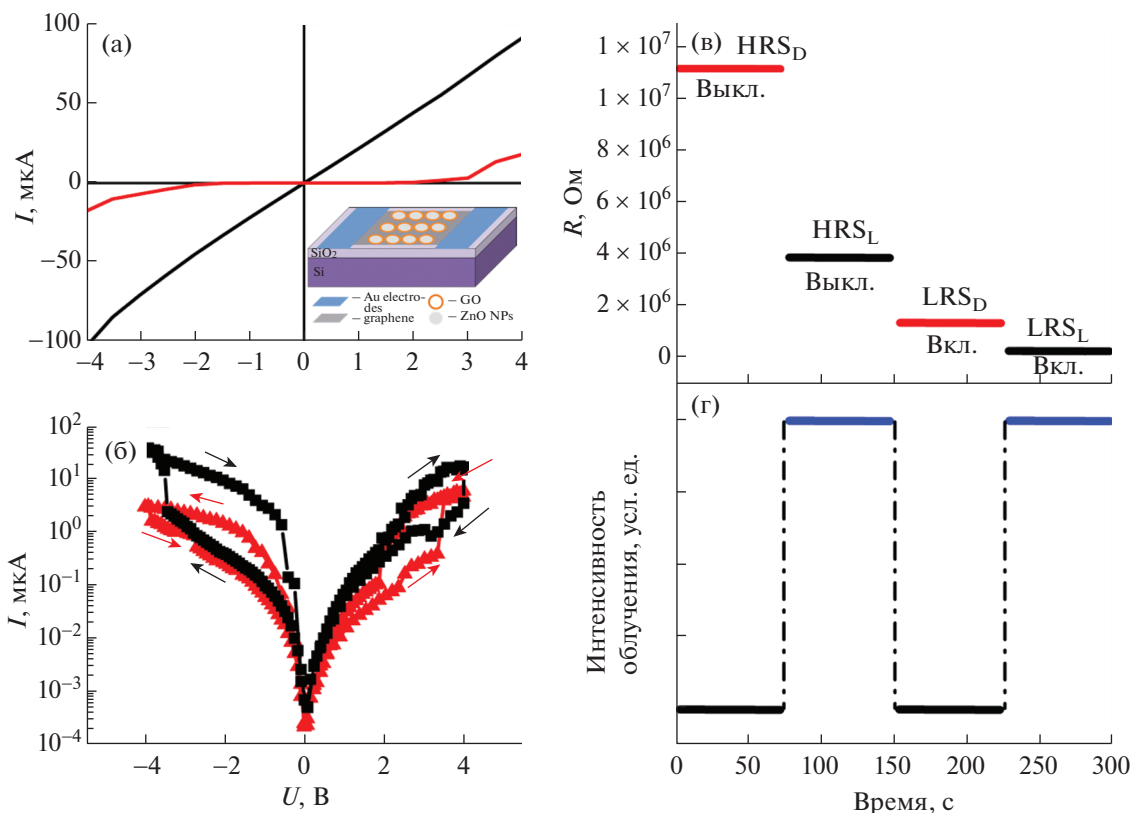 (а)
I, мкА
100
50
0
−50
−100
−4 −3 −2 −1 0 1 2 3 4
SiO2
Si
– Au electro-
des
– graphene
– GO
– ZnO NPs
(б)
I, мкА
10^2
10^1
10^0
10^−1
10^−2
10^−3
10^−4
−4 −2 0 2 4
U, В
(в)
R, Ом
1 × 10^7
1 × 10^7
8 × 10^6
6 × 10^6
4 × 10^6
2 × 10^6
0
HRS_D
Выкл.
HRS_L
Выкл.
LRS_D
Вкл.
LRS_L
Вкл.
(г)
Интенсивность
облучения, усл. ед.
0 50 100 150 200 250 300
Время, с